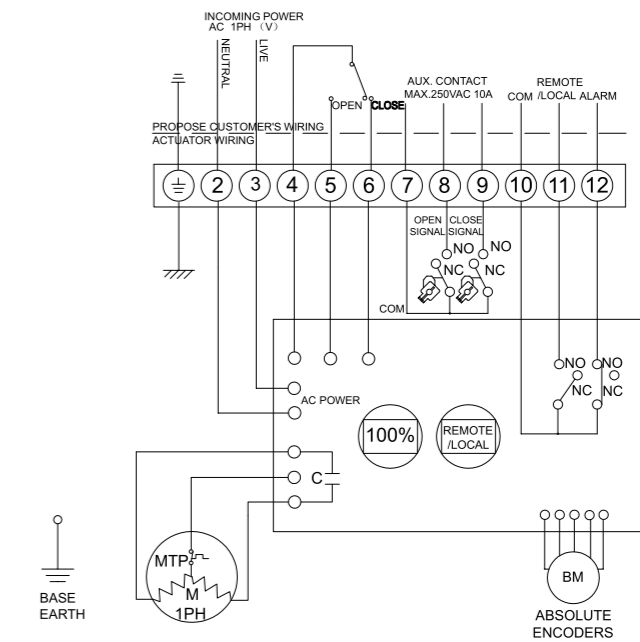 INCOMING POWER
AC 1PH (V)
NEUTRAL
LIVE
AUX. CONTACT
MAX.250VAC 10A
REMOTE
COM /LOCAL ALARM
OPEN CLOSE
PROPOSE CUSTOMER'S WIRING
ACTUATOR WIRING
2 3 4 5 6 7 8 9 10 11 12
OPEN CLOSE
SIGNAL SIGNAL
NO NO
NC NC
COM
NO NO
NC NC
AC POWER
100%
REMOTE
/LOCAL
C
MTP
M
1PH
BM
BASE
EARTH
ABSOLUTE
ENCODERS